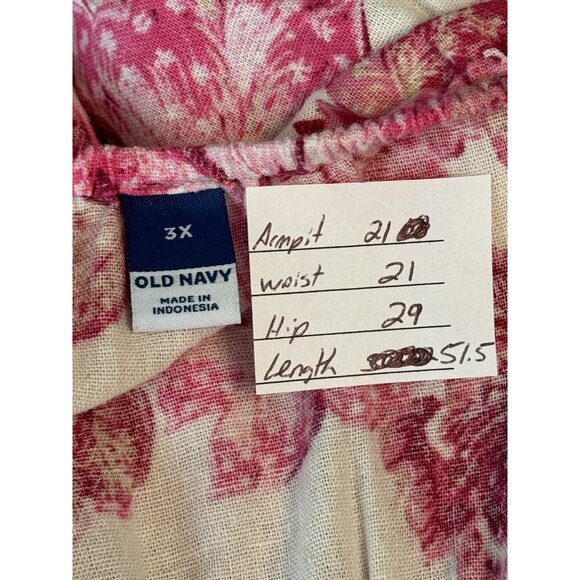 3X
OLD NAVY
MADE IN
INDONESIA
Armpit 21
Waist 21
Hip 29
Length 51.5